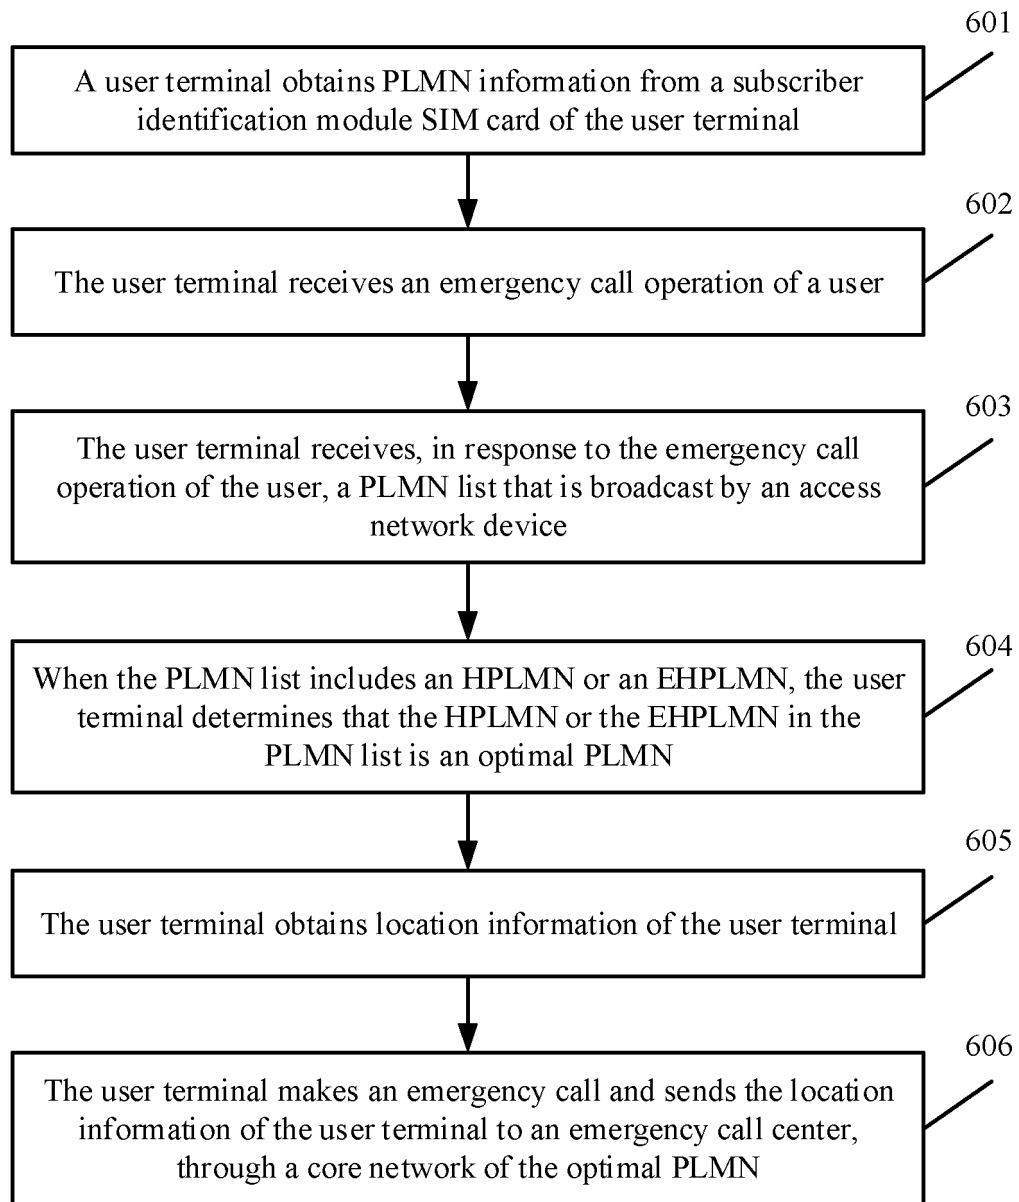 601
A user terminal obtains PLMN information from a subscriber
identification module SIM card of the user terminal
602
The user terminal receives an emergency call operation of a user
603
The user terminal receives, in response to the emergency call
operation of the user, a PLMN list that is broadcast by an access
network device
604
When the PLMN list includes an HPLMN or an EHPLMN, the user
terminal determines that the HPLMN or the EHPLMN in the
PLMN list is an optimal PLMN
605
The user terminal obtains location information of the user terminal
606
The user terminal makes an emergency call and sends the location
information of the user terminal to an emergency call center,
through a core network of the optimal PLMN